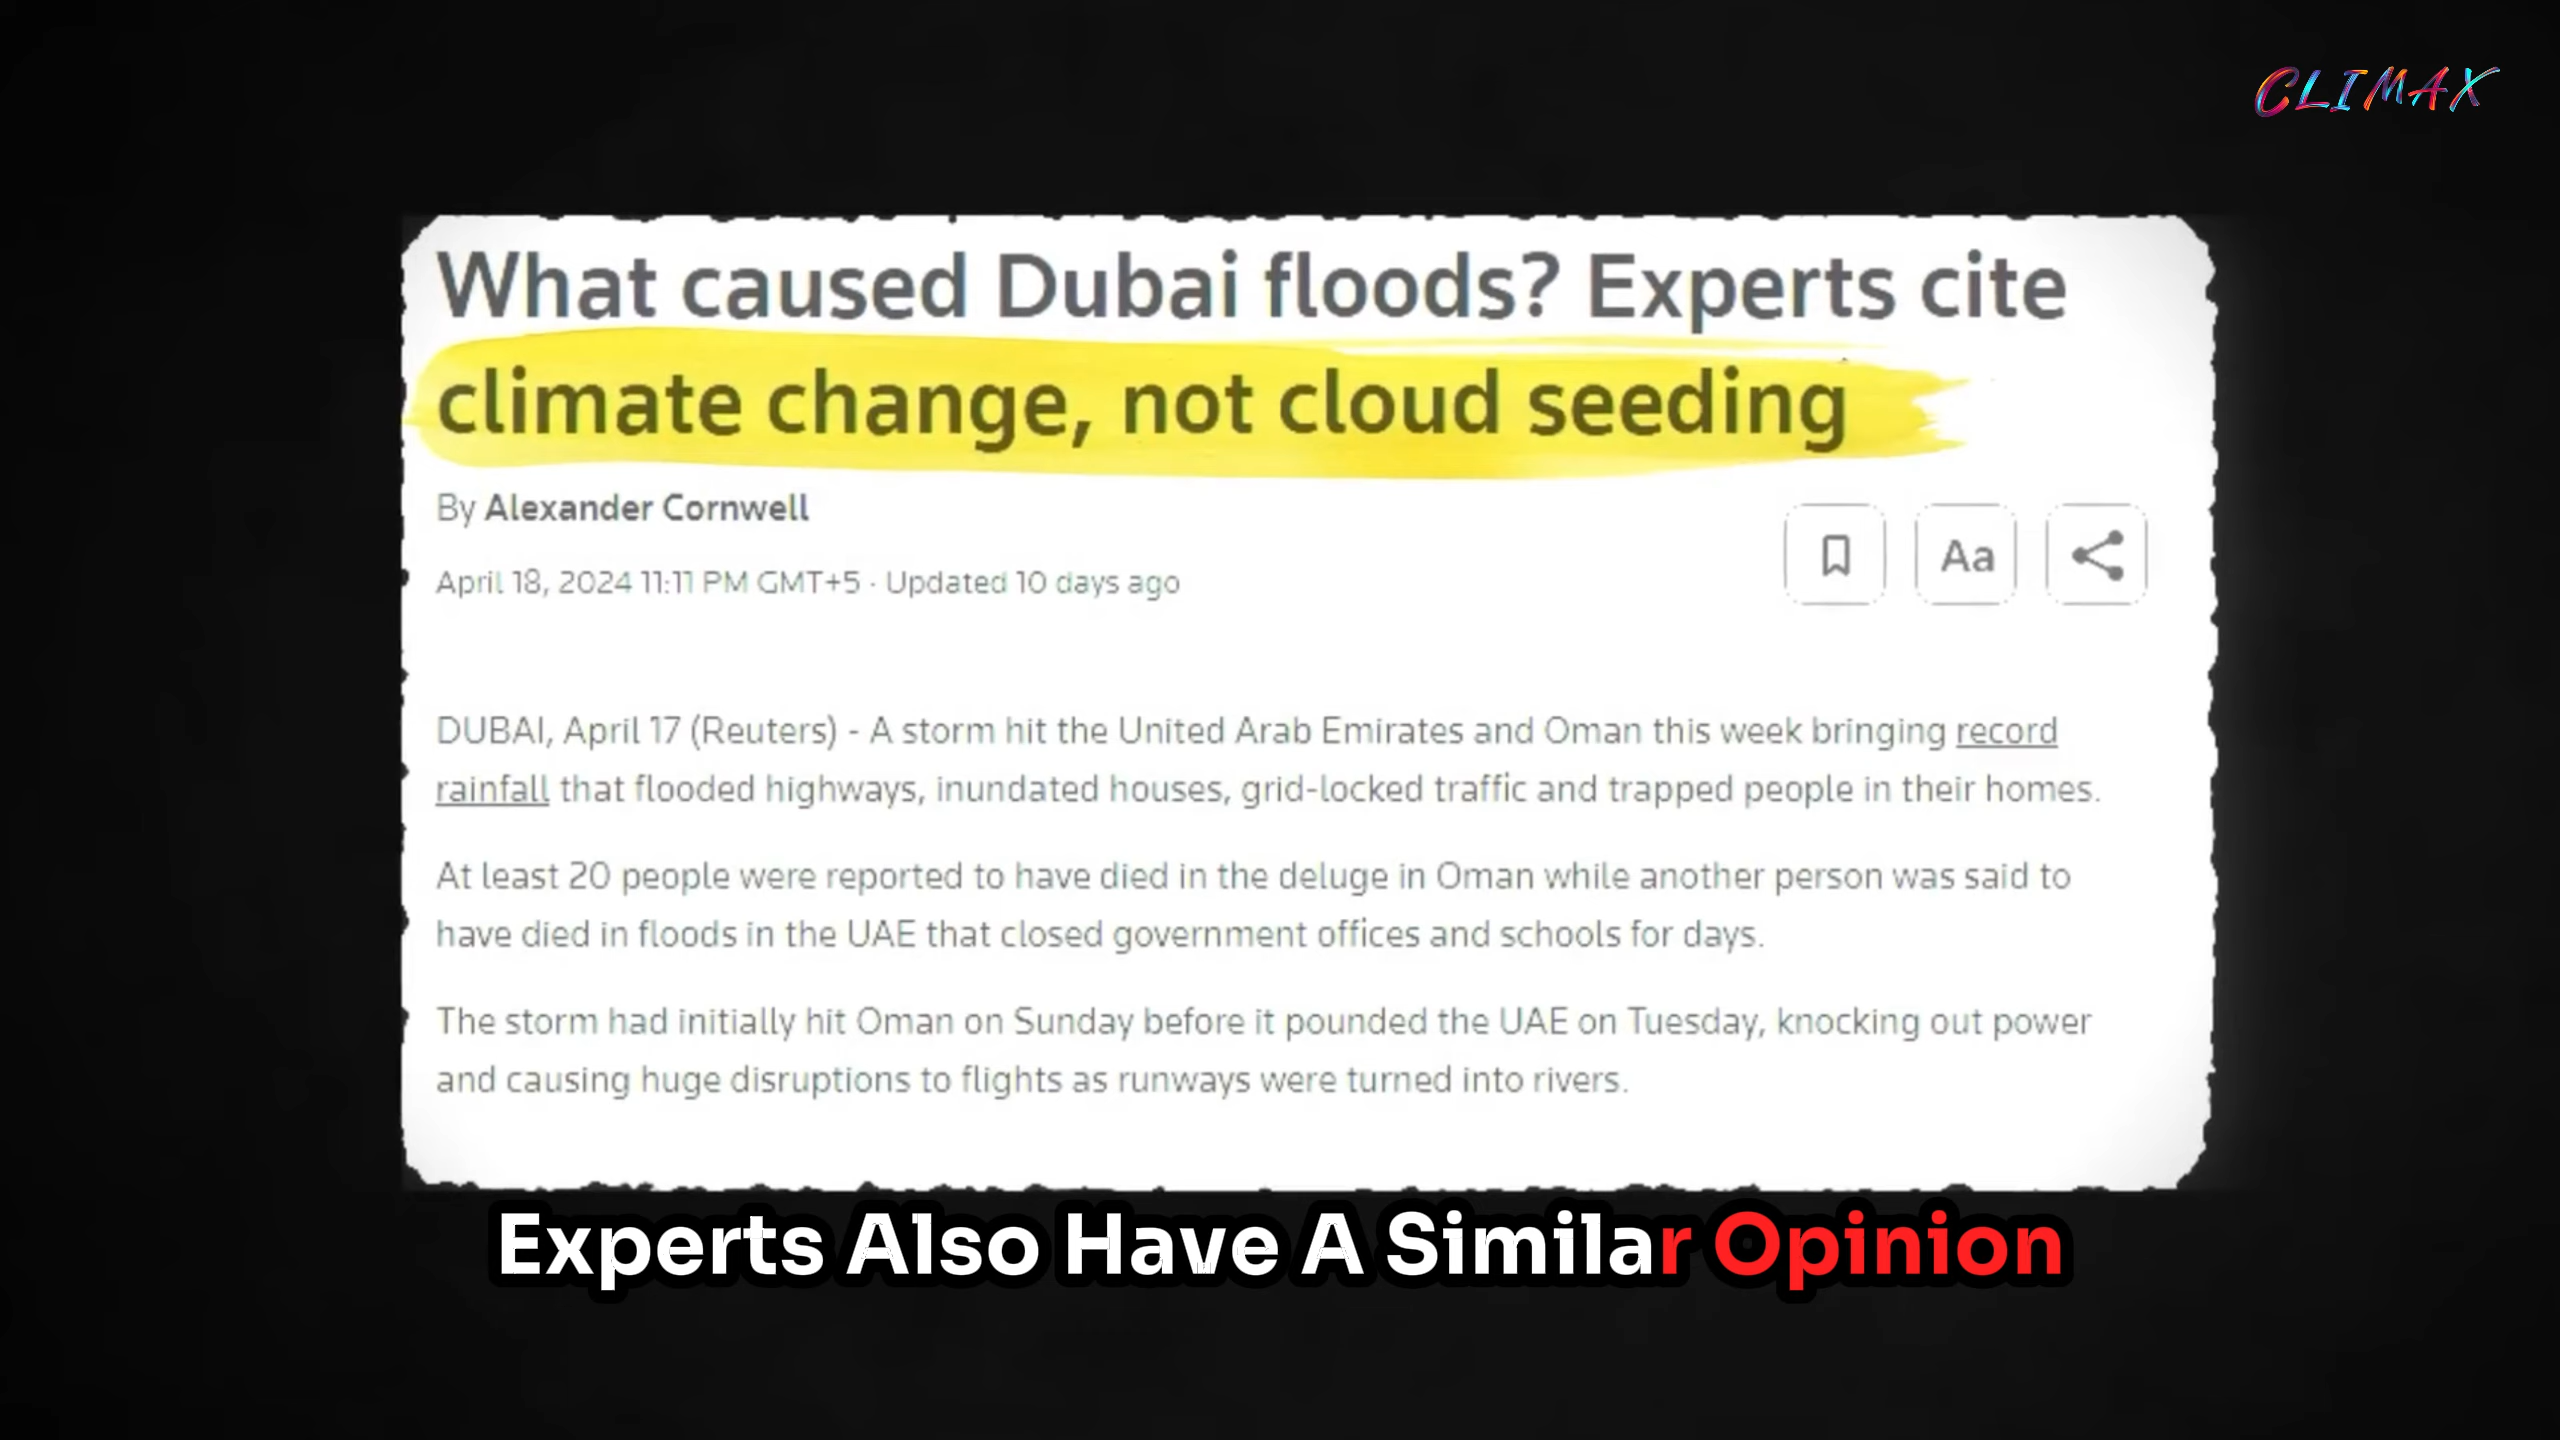 CLIMAX
What caused Dubai floods? Experts cite
climate change, not cloud seeding
By Alexander Cornwell
April 18, 2024 11:11 PM GMT+5 · Updated 10 days ago
Aa
DUBAI, April 17 (Reuters) - A storm hit the United Arab Emirates and Oman this week bringing record
rainfall that flooded highways, inundated houses, grid-locked traffic and trapped people in their homes.
At least 20 people were reported to have died in the deluge in Oman while another person was said to
have died in floods in the UAE that closed government offices and schools for days.
The storm had initially hit Oman on Sunday before it pounded the UAE on Tuesday, knocking out power
and causing huge disruptions to flights as runways were turned into rivers.
Experts Also Have A Similar Opinion